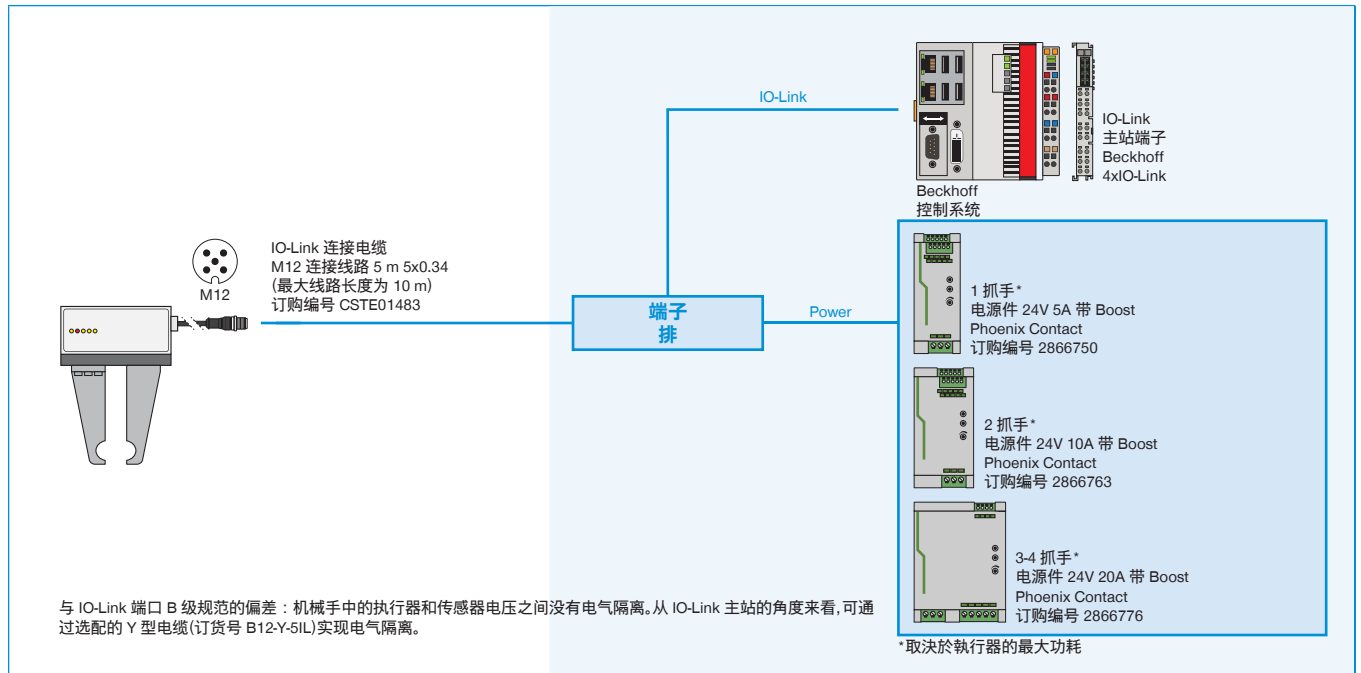 IO-Link
IO-Link
主站端子
Beckhoff
4xIO-Link
Beckhoff
控制系统
M12
IO-Link 连接电缆
M12 连接线路 5 m 5x0.34
(最大线路长度为 10 m)
订购编号 CSTE01483
端子
排
Power
1 抓手*
电源件 24V 5A 带 Boost
Phoenix Contact
订购编号 2866750
2 抓手*
电源件 24V 10A 带 Boost
Phoenix Contact
订购编号 2866763
3-4 抓手*
电源件 24V 20A 带 Boost
Phoenix Contact
订购编号 2866776
*取決於執行器的最大功耗
与 IO-Link 端口 B 级规范的偏差：机械手中的执行器和传感器电压之间没有电气隔离。从 IO-Link 主站的角度来看,可通
过选配的 Y 型电缆(订货号 B12-Y-5IL)实现电气隔离。